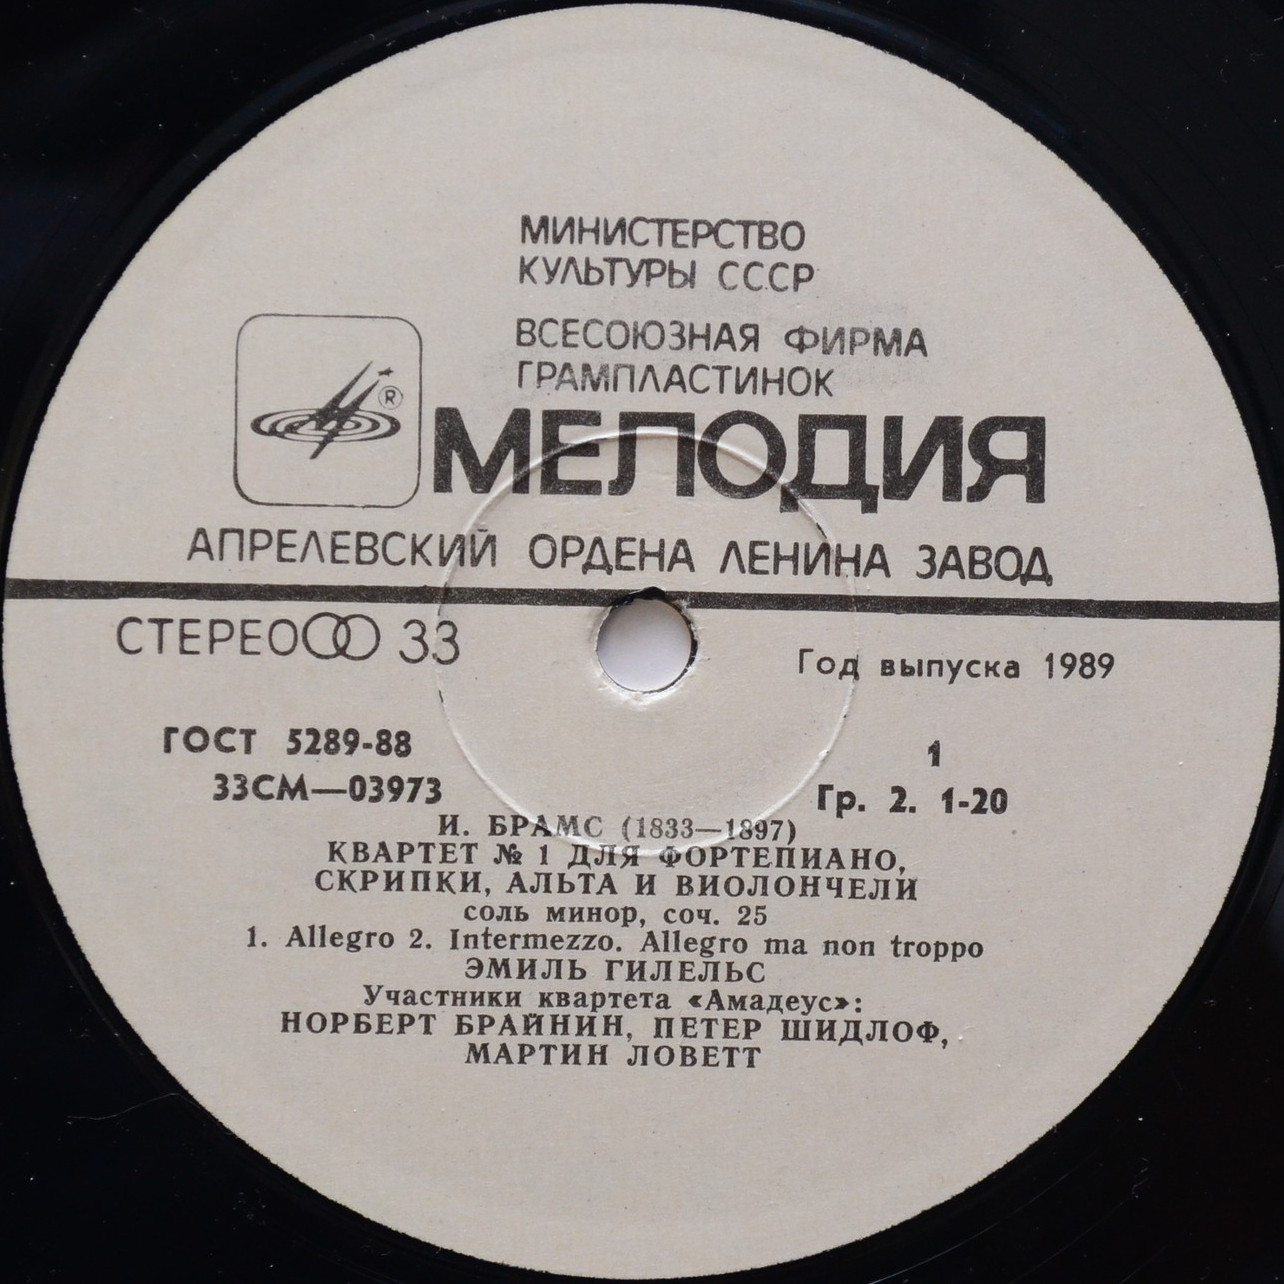 МИНИСТЕРСТВО
КУЛЬТУРЫ СССР
ВСЕСОЮЗНАЯ ФИРМА
ГРАМПЛАСТИНОК
®
МЕЛОДИЯ
АПРЕЛЕВСКИЙ ОРДЕНА ЛЕНИНА ЗАВОД
СТЕРЕО 33
Год выпуска 1989
ГОСТ 5289-88
33СМ—03973
1
Гр. 2. 1-20
И. БРАМС (1833—1897)
КВАРТЕТ № 1 ДЛЯ ФОРТЕПИАНО,
СКРИПКИ, АЛЬТА И ВИОЛОНЧЕЛИ
соль минор, соч. 25
1. Allegro 2. Intermezzo. Allegro ma non troppo
ЭМИЛЬ ГИЛЕЛЬС
Участники квартета «Амадеус»:
НОРБЕРТ БРАЙНИН, ПЕТЕР ШИДЛОФ,
МАРТИН ЛОВЕТТ